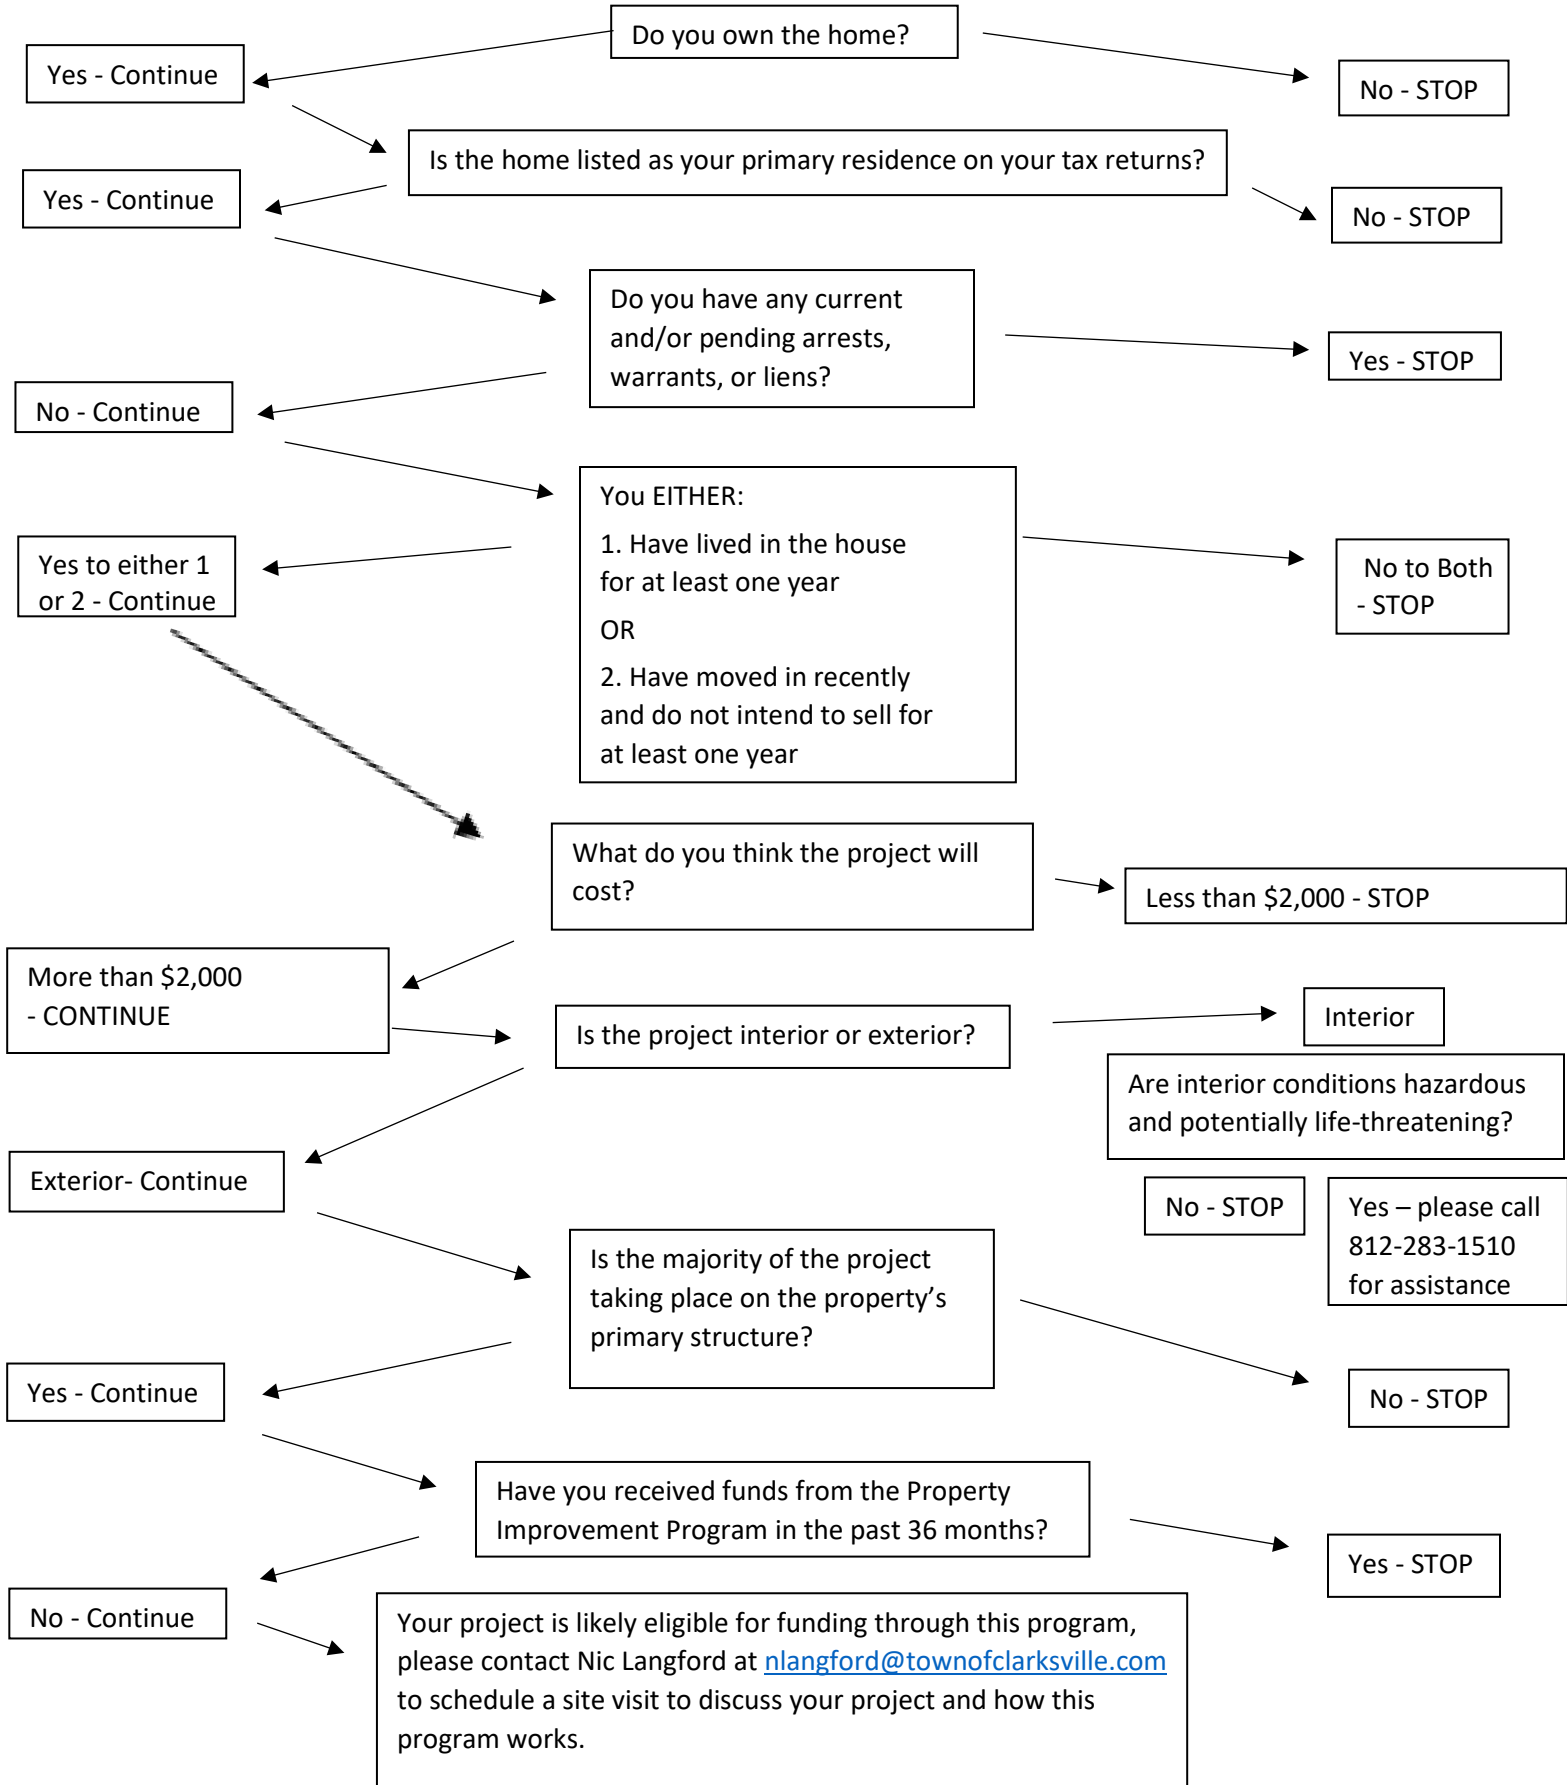 Do you own the home?
Yes - Continue
No - STOP
Is the home listed as your primary residence on your tax returns?
Yes - Continue
No - STOP
Do you have any current
and/or pending arrests,
warrants, or liens?
Yes - STOP
No - Continue
You EITHER:
1. Have lived in the house
for at least one year
OR
2. Have moved in recently
and do not intend to sell for
at least one year
Yes to either 1
or 2 - Continue
No to Both
- STOP
What do you think the project will
cost?
Less than $2,000 - STOP
More than $2,000
- CONTINUE
Is the project interior or exterior?
Interior
Are interior conditions hazardous
and potentially life-threatening?
No - STOP
Yes – please call
812-283-1510
for assistance
Exterior- Continue
Is the majority of the project
taking place on the property’s
primary structure?
Yes - Continue
No - STOP
Have you received funds from the Property
Improvement Program in the past 36 months?
Yes - STOP
No - Continue
Your project is likely eligible for funding through this program,
please contact Nic Langford at nlangford@townofclarksville.com
to schedule a site visit to discuss your project and how this
program works.